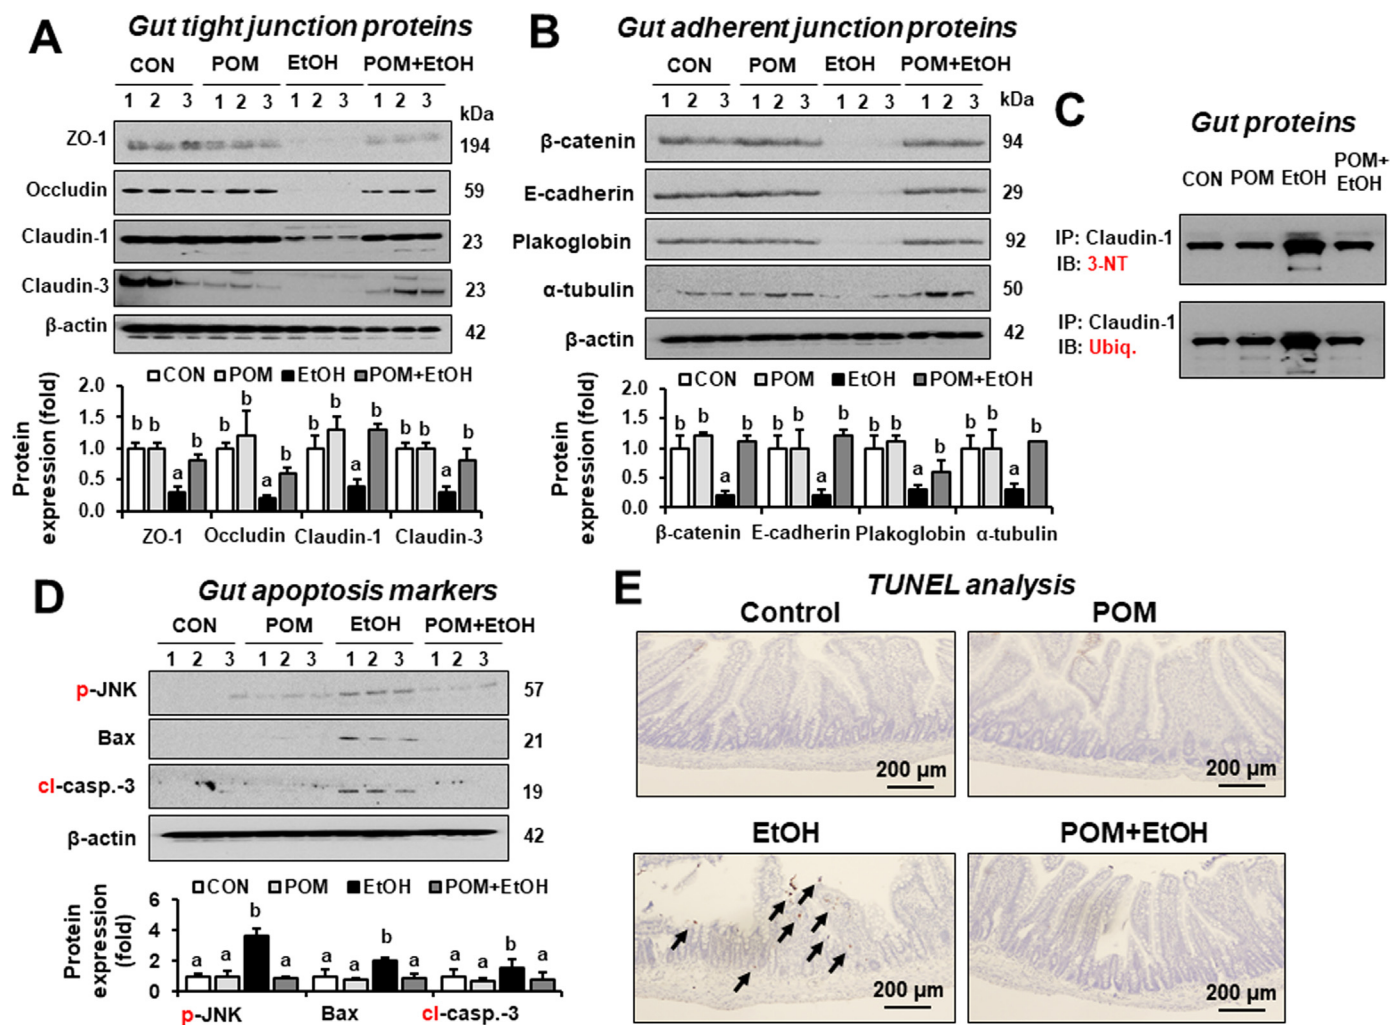 A
Gut tight junction proteins
CON POM EtOH POM+EtOH
1 2 3 1 2 3 1 2 3 1 2 3 kDa
ZO-1 194
Occludin 59
Claudin-1 23
Claudin-3 23
β-actin 42
CON POM EtOH POM+EtOH
Protein expression (fold)
2.0
1.5
1.0
0.5
0.0
b b a b b b a b b b a b b b a b
ZO-1 Occludin Claudin-1 Claudin-3
B
Gut adherent junction proteins
CON POM EtOH POM+EtOH
1 2 3 1 2 3 1 2 3 1 2 3 kDa
β-catenin 94
E-cadherin 29
Plakoglobin 92
α-tubulin 50
β-actin 42
CON POM EtOH POM+EtOH
Protein expression (fold)
2.0
1.5
1.0
0.5
0.0
b b a b b b a b b b a b b b a b
β-catenin E-cadherin Plakoglobin α-tubulin
C
Gut proteins
CON POM EtOH POM+
EtOH
IP: Claudin-1
IB: 3-NT
IP: Claudin-1
IB: Ubiq.
D
Gut apoptosis markers
CON POM EtOH POM+EtOH
1 2 3 1 2 3 1 2 3 1 2 3
p-JNK 57
Bax 21
cl-casp.-3 19
β-actin 42
CON POM EtOH POM+EtOH
Protein expression (fold)
6
4
2
0
a a b a a a b a a a b a
p-JNK Bax cl-casp.-3
E
TUNEL analysis
Control POM
200 µm 200 µm
EtOH POM+EtOH
200 µm 200 µm